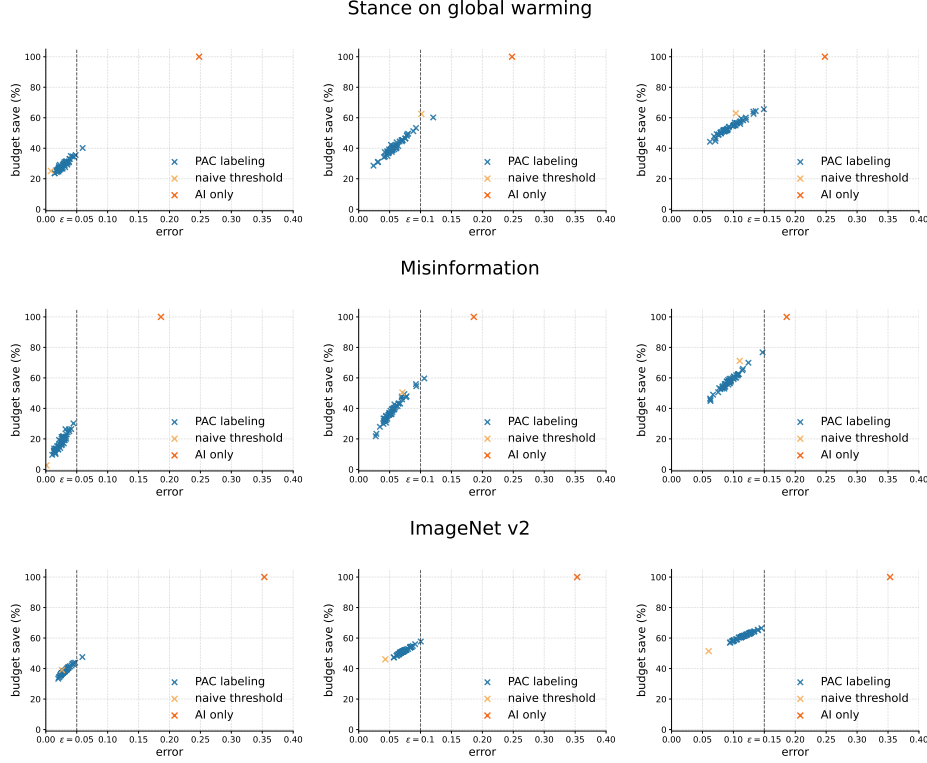 Stance on global warming
budget save (%)
100
80
60
40
20
0
PAC labeling
naive threshold
AI only
0.00 ε = 0.05 0.10 0.15 0.20 0.25 0.30 0.35 0.40
error
budget save (%)
100
80
60
40
20
0
PAC labeling
naive threshold
AI only
0.00 0.05 ε = 0.1 0.15 0.20 0.25 0.30 0.35 0.40
error
budget save (%)
100
80
60
40
20
0
PAC labeling
naive threshold
AI only
0.00 0.05 0.10 ε = 0.15 0.20 0.25 0.30 0.35 0.40
error
Misinformation
budget save (%)
100
80
60
40
20
0
PAC labeling
naive threshold
AI only
0.00 ε = 0.05 0.10 0.15 0.20 0.25 0.30 0.35 0.40
error
budget save (%)
100
80
60
40
20
0
PAC labeling
naive threshold
AI only
0.00 0.05 ε = 0.1 0.15 0.20 0.25 0.30 0.35 0.40
error
budget save (%)
100
80
60
40
20
0
PAC labeling
naive threshold
AI only
0.00 0.05 0.10 ε = 0.15 0.20 0.25 0.30 0.35 0.40
error
ImageNet v2
budget save (%)
100
80
60
40
20
0
PAC labeling
naive threshold
AI only
0.00 ε = 0.05 0.10 0.15 0.20 0.25 0.30 0.35 0.40
error
budget save (%)
100
80
60
40
20
0
PAC labeling
naive threshold
AI only
0.00 0.05 ε = 0.1 0.15 0.20 0.25 0.30 0.35 0.40
error
budget save (%)
100
80
60
40
20
0
PAC labeling
naive threshold
AI only
0.00 0.05 0.10 ε = 0.15 0.20 0.25 0.30 0.35 0.40
error